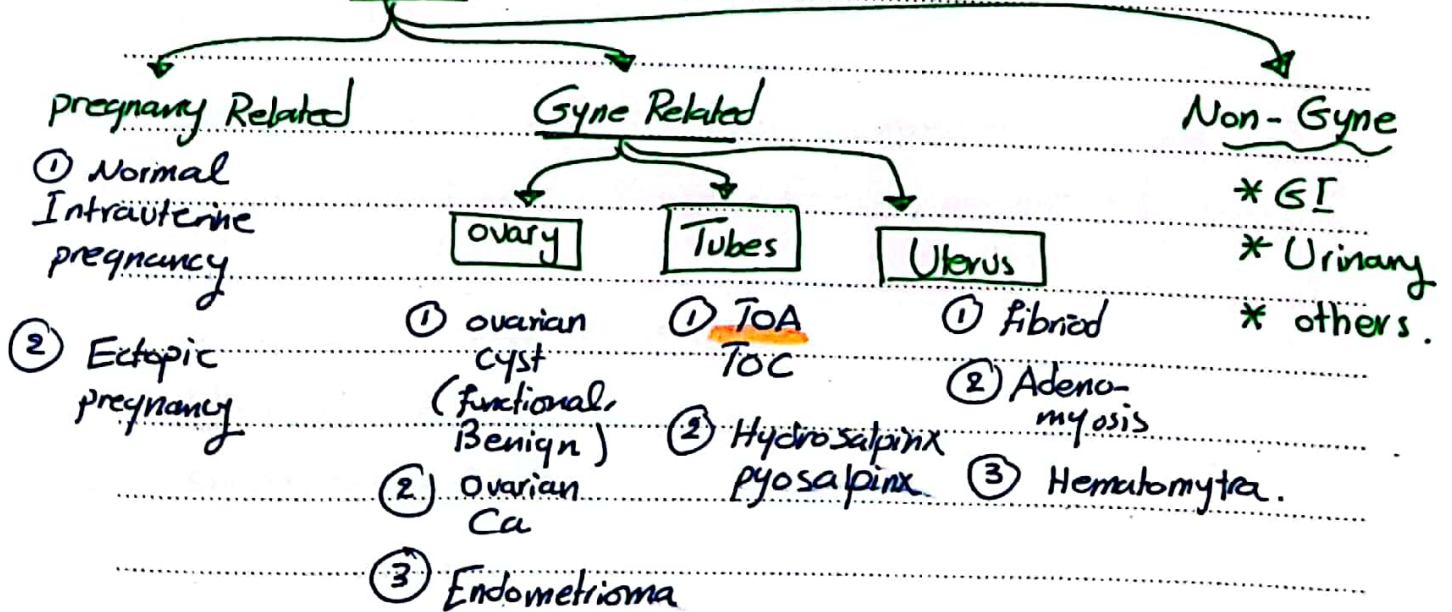 pregnany Related
① Normal
Intrauterine
pregnancy
② Ectopic
pregnancy
Gyne Related
ovary
① ovarian
cyst
(functional,
Benign)
② Ovarian
Ca
③ Endometrioma
Tubes
① TOA
TOC
② Hydrosalpinx
pyosalpinx
Uterus
① fibriod
② Adeno-
myosis
③ Hematomytra.
Non-Gyne
* GI
* Urinary
* others.